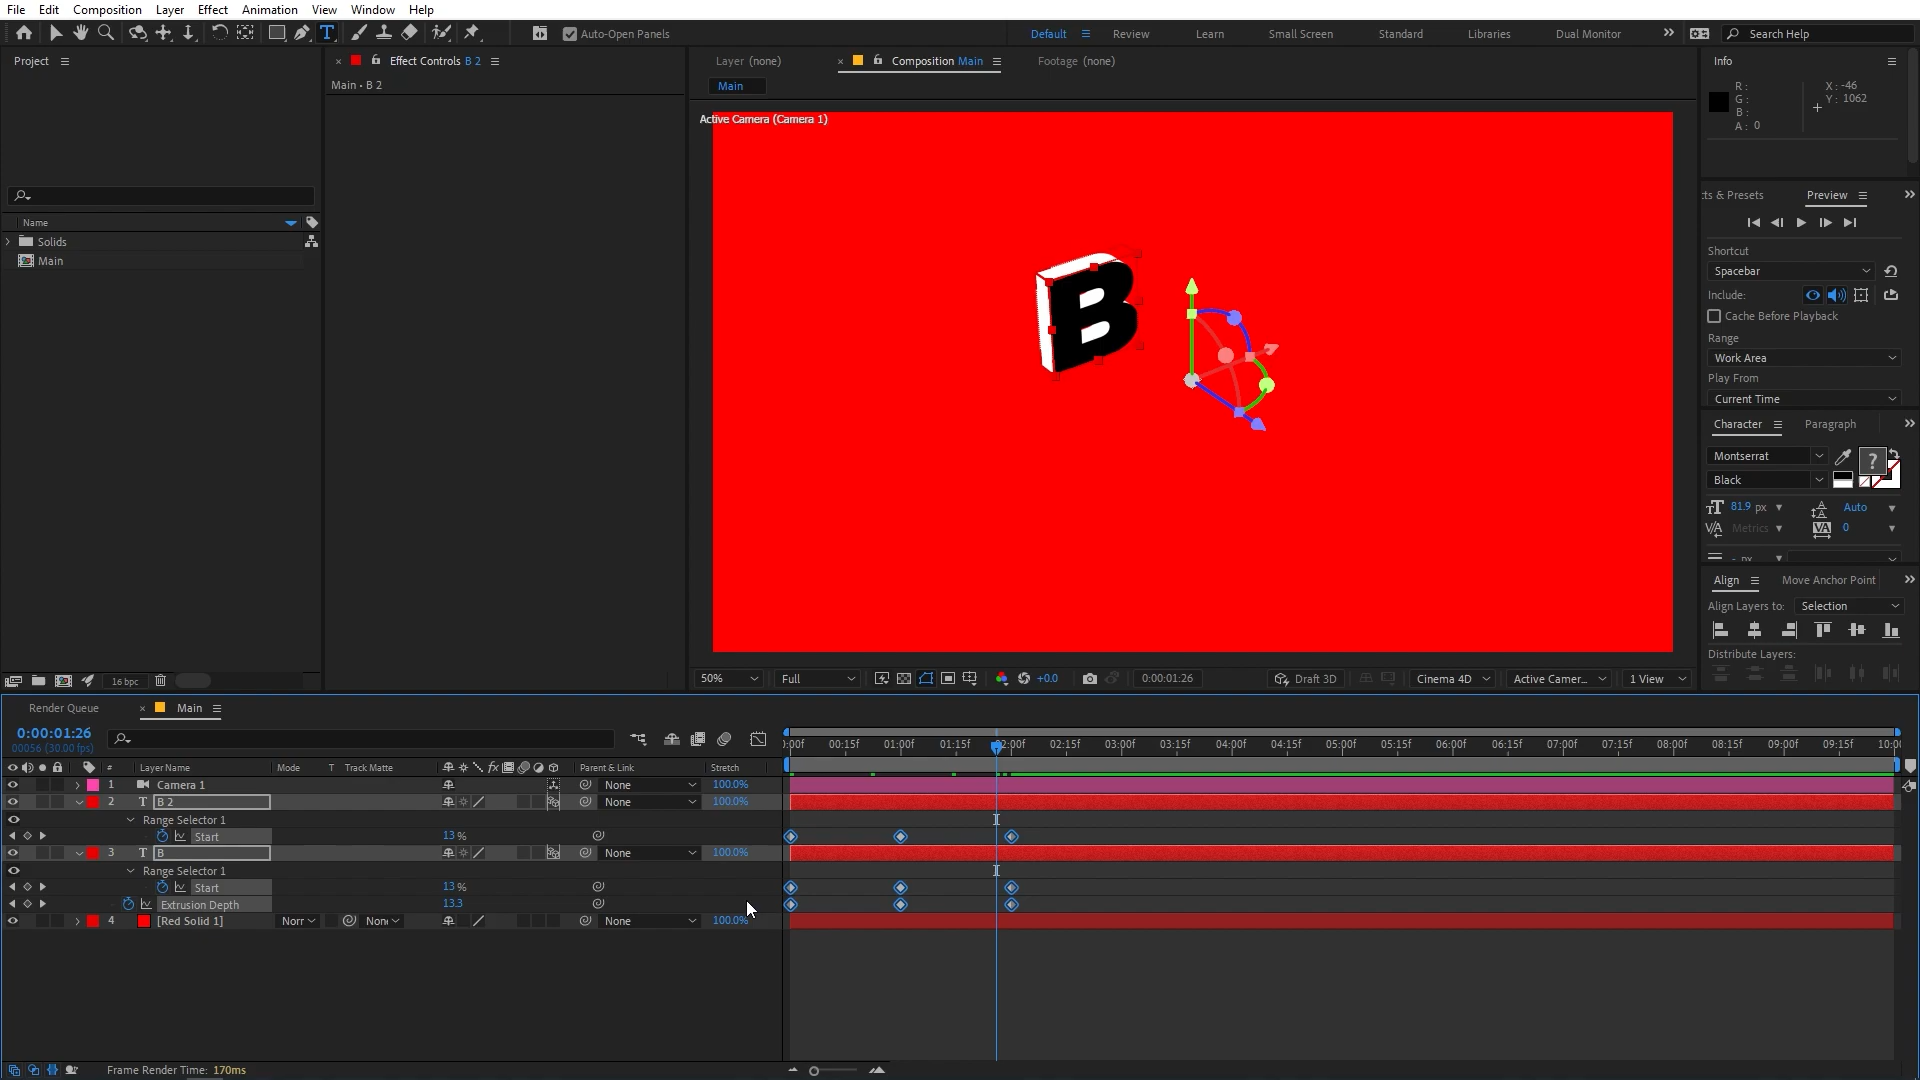 File Edit Composition Layer Effect Animation View Window Help
Auto-Open Panels
Default Review Learn Small Screen Standard Libraries Dual Monitor
Search Help
Project
Effect Controls B 2
Main • B 2
Layer (none)
Composition Main
Footage (none)
Main
Active Camera (Camera 1)
B
Info
R :
G :
B :
A : 0
X : -46
Y : 1062
ts & Presets
Preview
Shortcut
Spacebar
Include:
Cache Before Playback
Range
Work Area
Play From
Current Time
Character
Paragraph
Montserrat
Black
81.9 px
Auto
Metrics
0
- px
Align
Move Anchor Point
Align Layers to: Selection
Distribute Layers:
Name
Solids
Main
16 bpc
50%
Full
+0.0
0:00:01:26
Draft 3D
Cinema 4D
Active Camer...
1 View
Render Queue
Main
0:00:01:26
00056 (30.00 fps)
:00f 00:15f 01:00f 01:15f 02:00f 02:15f 03:00f 03:15f 04:00f 04:15f 05:00f 05:15f 06:00f 06:15f 07:00f 07:15f 08:00f 08:15f 09:00f 09:15f 10:00
# Layer Name Mode T Track Matte Parent & Link Stretch
1 Camera 1 None 100.0%
2 T B 2 None 100.0%
Range Selector 1
Start 13 %
3 T B None 100.0%
Range Selector 1
Start 13 %
Extrusion Depth 13.3
4 [Red Solid 1] Norr None None 100.0%
Frame Render Time: 170ms